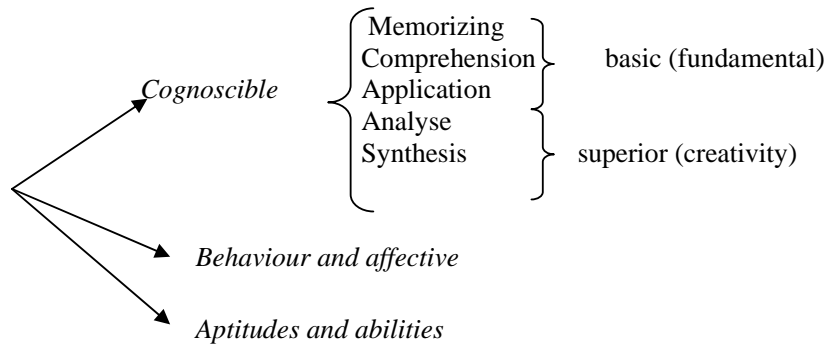 Memorizing
Comprehension basic (fundamental)
Cognoscible Application
Analyse
Synthesis superior (creativity)
Behaviour and affective
Aptitudes and abilities